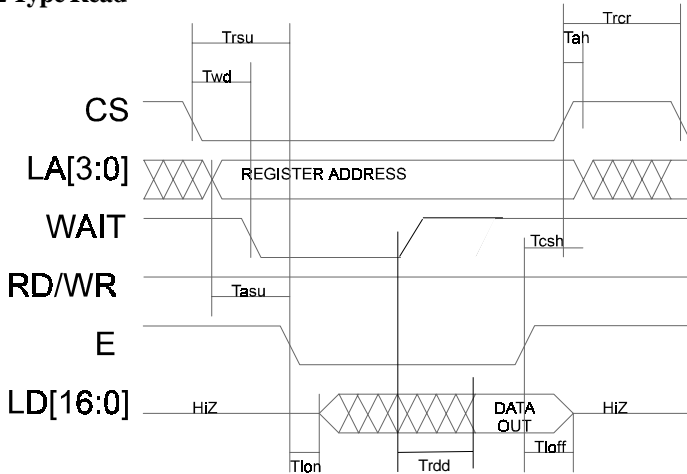 Type Read
Trcr
Trsu
Tah
Twd
CS
LA[3:0]
REGISTER ADDRESS
WAIT
Tcsh
RD/WR
Tasu
E
LD[16:0]
HiZ
DATA
OUT
HiZ
Tloff
Tlon
Trdd